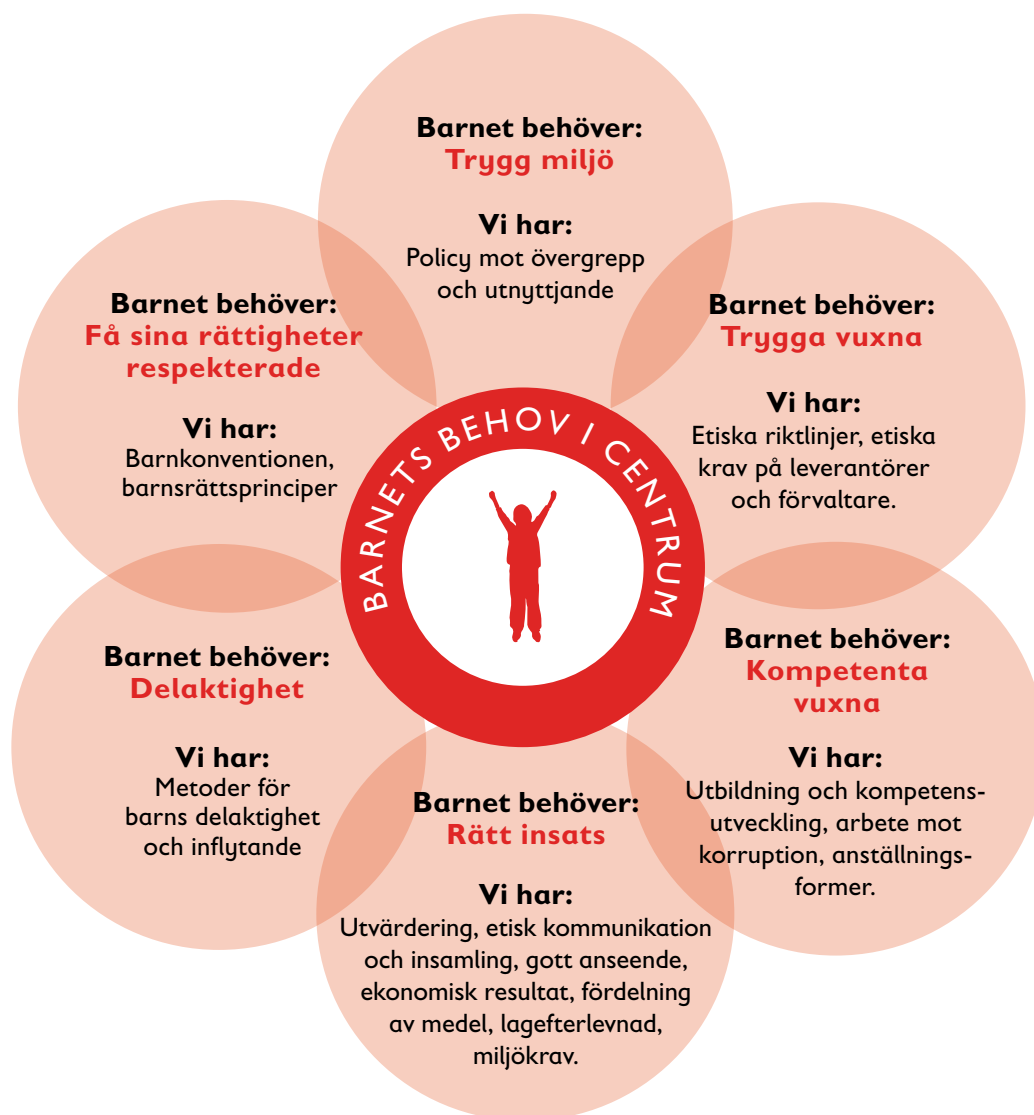 Barnet behöver:
Trygg miljö
Vi har:
Policy mot övergrepp
och utnyttjande
Barnet behöver:
Trygga vuxna
Vi har:
Etiska riktlinjer, etiska
krav på leverantörer
och förvaltare.
Barnet behöver:
Kompetenta
vuxna
Vi har:
Utbildning och kompetens-
utveckling, arbete mot
korruption, anställnings-
former.
Barnet behöver:
Rätt insats
Vi har:
Utvärdering, etisk kommunikation
och insamling, gott anseende,
ekonomisk resultat, fördelning
av medel, lagefterlevnad,
miljökrav.
Barnet behöver:
Delaktighet
Vi har:
Metoder för
barns delaktighet
och inflytande
Barnet behöver:
Få sina rättigheter
respekterade
Vi har:
Barnkonventionen,
barnsrättsprinciper
BARNETS BEHOV I CENTRUM